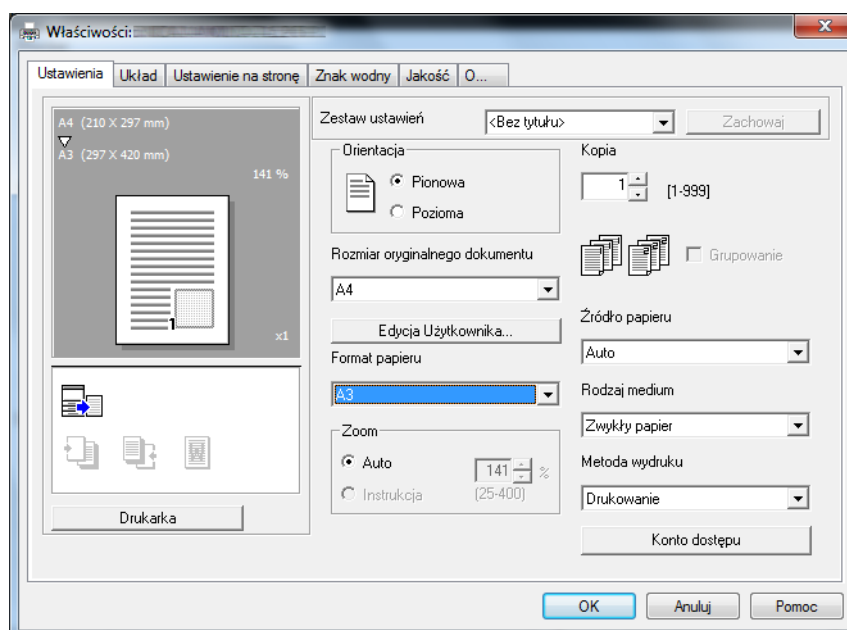 Właściwości:
Ustawienia Układ Ustawienie na stronę Znak wodny Jakość O...
A4 (210 X 297 mm)
A3 (297 X 420 mm)
141 %
1
x1
Drukarka
Zestaw ustawień <Bez tytułu> Zachowaj
Orientacja
Pionowa
Pozioma
Rozmiar oryginalnego dokumentu
A4
Edycja Użytkownika...
Format papieru
A3
Zoom
Auto 141 %
Instrukcja (25-400)
Kopia
1 [1-999]
Grupowanie
Źródło papieru
Auto
Rodzaj medium
Zwykły papier
Metoda wydruku
Drukowanie
Konto dostępu
OK Anuluj Pomoc